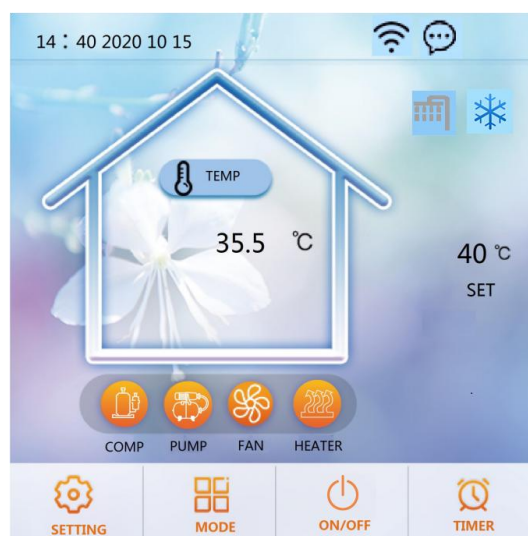 14：40 2020 10 15
TEMP
35.5 ℃
40 ℃
SET
COMP PUMP FAN HEATER
SETTING MODE ON/OFF TIMER